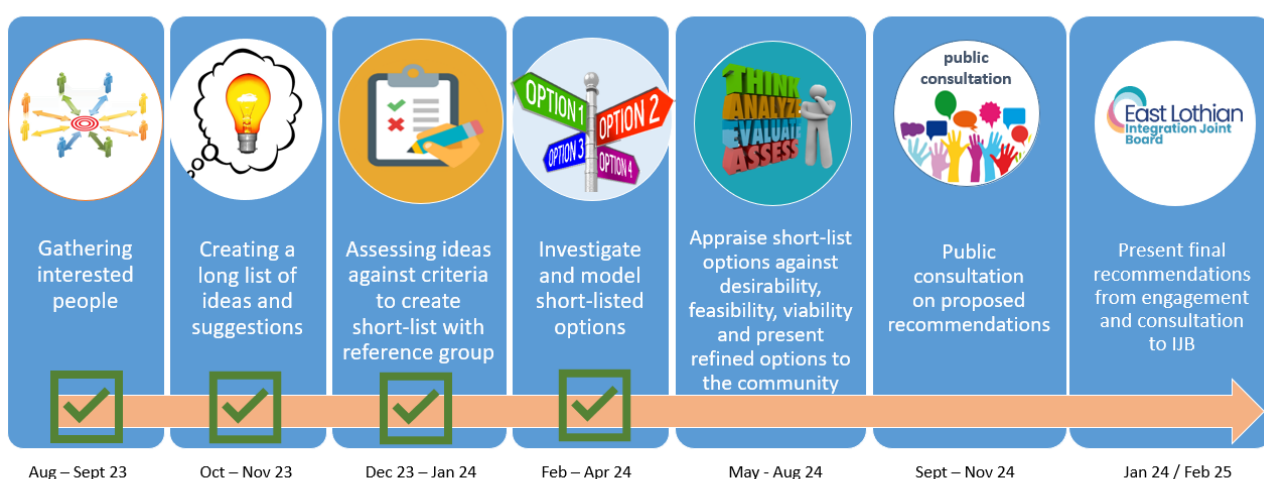 OPTION 1
OPTION 2
OPTION 3
OPTION 4
THINK
ANALYZE
EVALUATE
ASSESS
public
consultation
East Lothian
Integration Joint
Board
Gathering
interested
people
Creating a
long list of
ideas and
suggestions
Assessing ideas
against criteria
to create
short-list with
reference group
Investigate
and model
short-listed
options
Appraise short-list
options against
desirability,
feasibility, viability
and present
refined options to
the community
Public
consultation
on proposed
recommendations
Present final
recommendations
from engagement
and consultation
to IJB
Aug – Sept 23
Oct – Nov 23
Dec 23 – Jan 24
Feb – Apr 24
May - Aug 24
Sept – Nov 24
Jan 24 / Feb 25